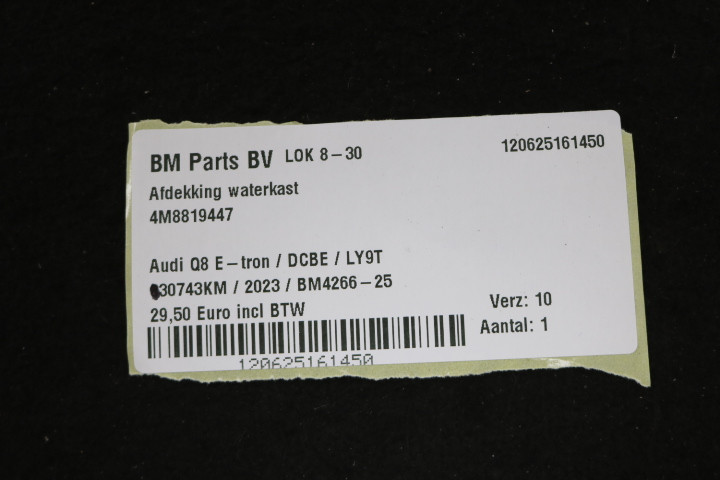 BM Parts BV LOK 8-30 120625161450
Afdekking waterkast
4M8819447
Audi Q8 E-tron / DCBE / LY9T
30743KM / 2023 / BM4266-25
29,50 Euro incl BTW
Verz: 10
Aantal: 1
120625161450